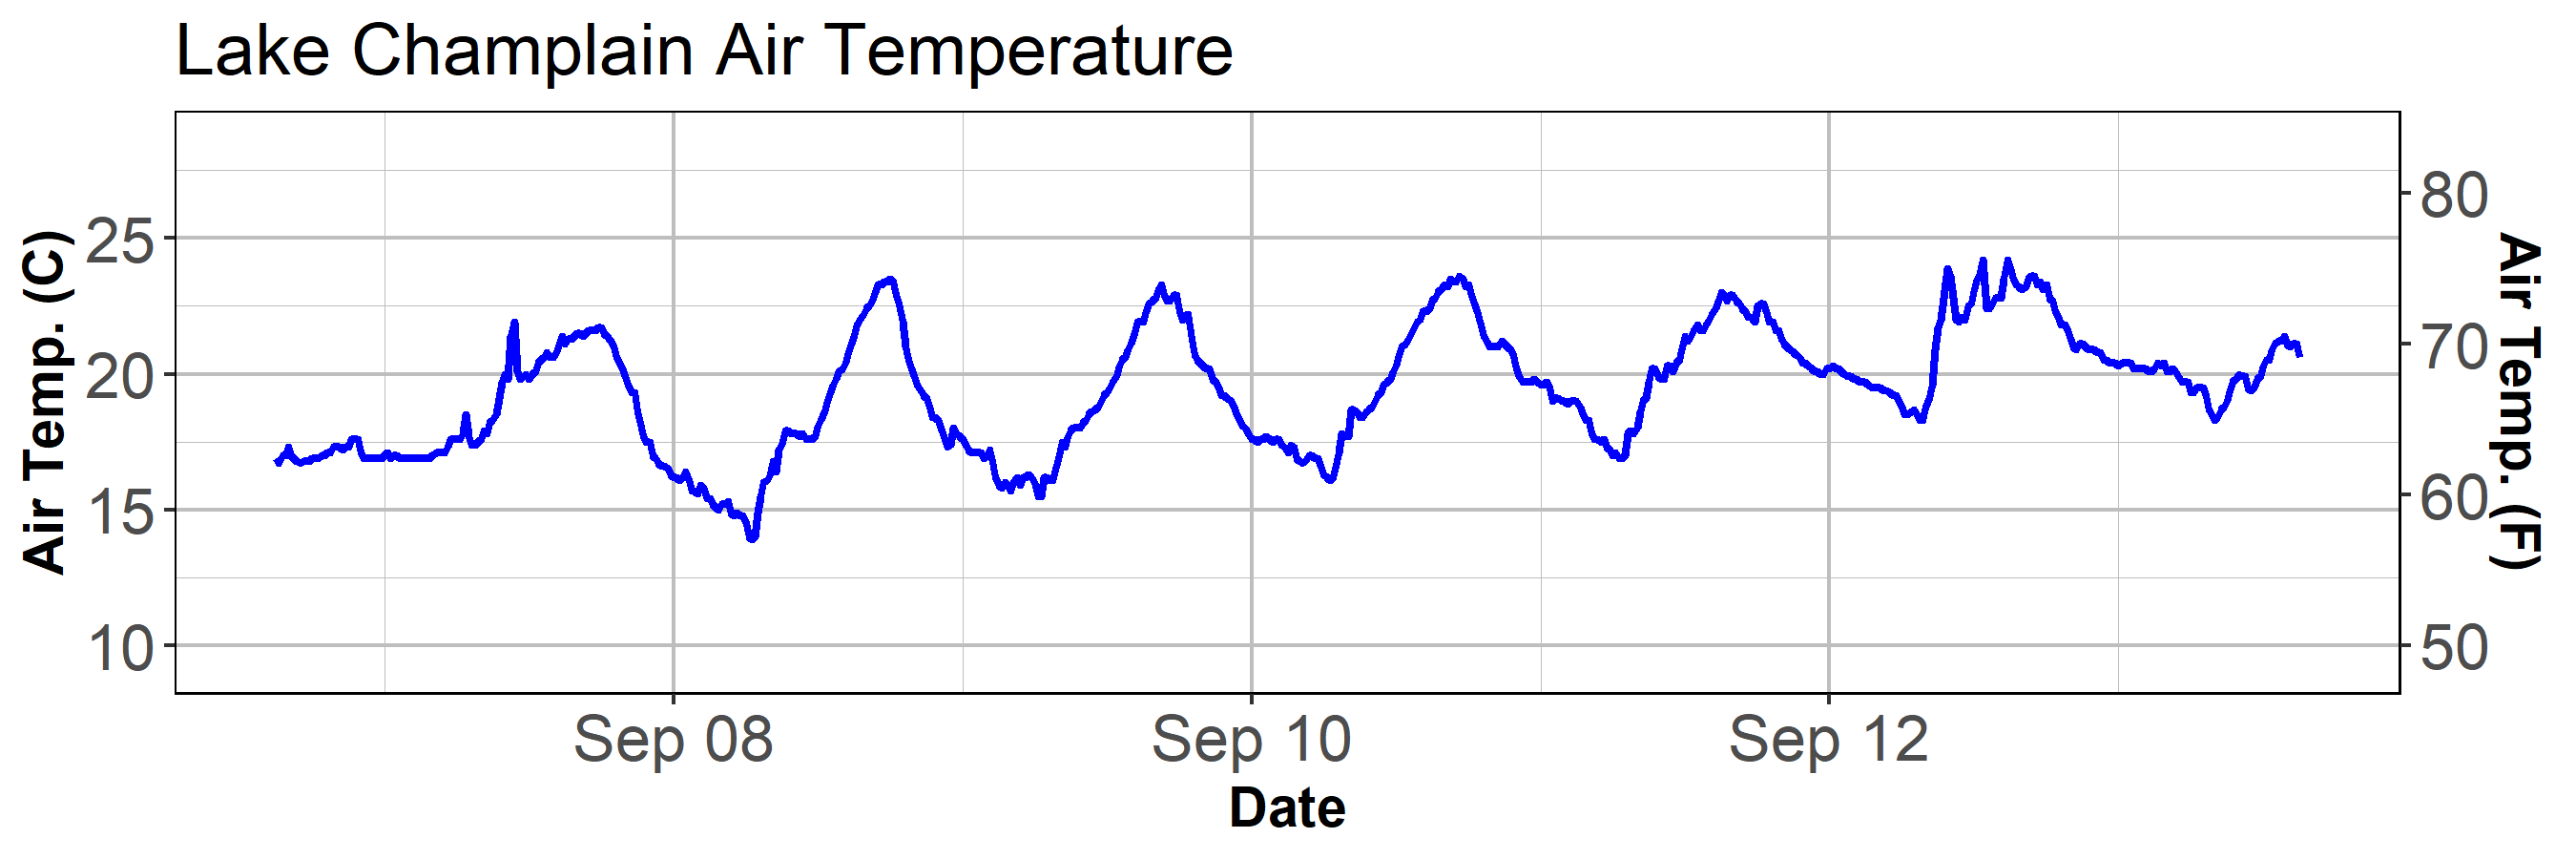 Lake Champlain Air Temperature
Air Temp. (C)
25
20
15
10
80
70
60
50
Air Temp. (F)
Sep 08 Sep 10 Sep 12
Date